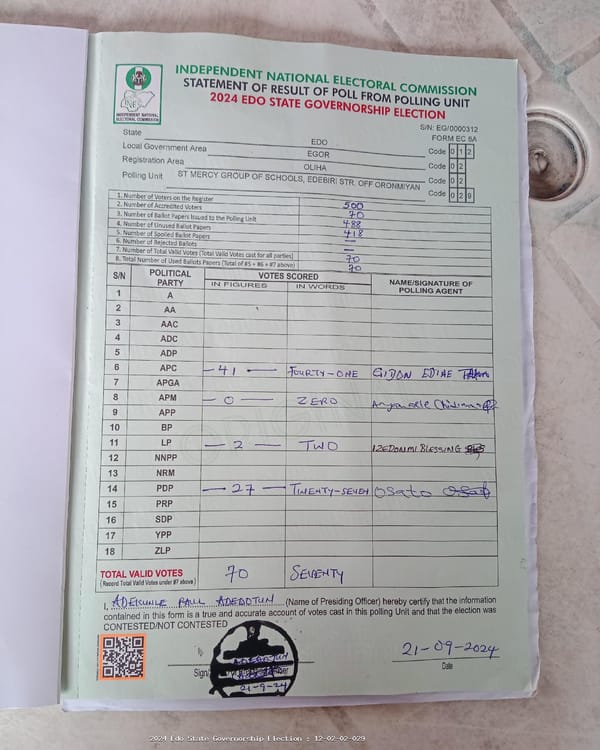 INDEPENDENT NATIONAL ELECTORAL COMMISSION
STATEMENT OF RESULT OF POLL FROM POLLING UNIT
2024 EDO STATE GOVERNORSHIP ELECTION
INDEPENDENT NATIONAL
ELECTORAL COMMISSION
S/N: EG/0000312
FORM EC 8A
State EDO Code 0 1 2
Local Government Area EGOR Code 0 2
Registration Area OLIHA Code 0 2
Polling Unit ST MERCY GROUP OF SCHOOLS, EDEBIRI STR. OFF ORONMIYAN Code 0 2 9
1. Number of Voters on the Register 500
2. Number of Accredited Voters 70
3. Number of Ballot Papers Issued to the Polling Unit 488
4. Number of Unused Ballot Papers 418
5. Number of Spoiled Ballot Papers —
6. Number of Rejected Ballots —
7. Number of Total Valid Votes (Total Valid Votes cast for all parties) 70
8. Total Number of Used Ballots Papers (Total of #5 + #6 + #7 above) 70
S/N POLITICAL PARTY VOTES SCORED NAME/SIGNATURE OF POLLING AGENT
IN FIGURES IN WORDS
1 A
2 AA
3 AAC
4 ADC
5 ADP
6 APC —41— FOURTY-ONE GIDON EDIHE
7 APGA
8 APM —0— ZERO
9 APP
10 BP
11 LP —2— TWO IZEDONMI BLESSING
12 NNPP
13 NRM
14 PDP —27— TWENTY-SEVEN Osato
15 PRP
16 SDP
17 YPP
18 ZLP
TOTAL VALID VOTES 70 SEVENTY
(Record Total Valid Votes under #7 above)
I, ADEKUNLE PAUL ADEDOTUN (Name of Presiding Officer) hereby certify that the information
contained in this form is a true and accurate account of votes cast in this polling Unit and that the election was
CONTESTED/NOT CONTESTED
ADEDOTUN
21-9-24
21-09-2024
Date
2024 Edo State Governorship Election : 12-02-02-029